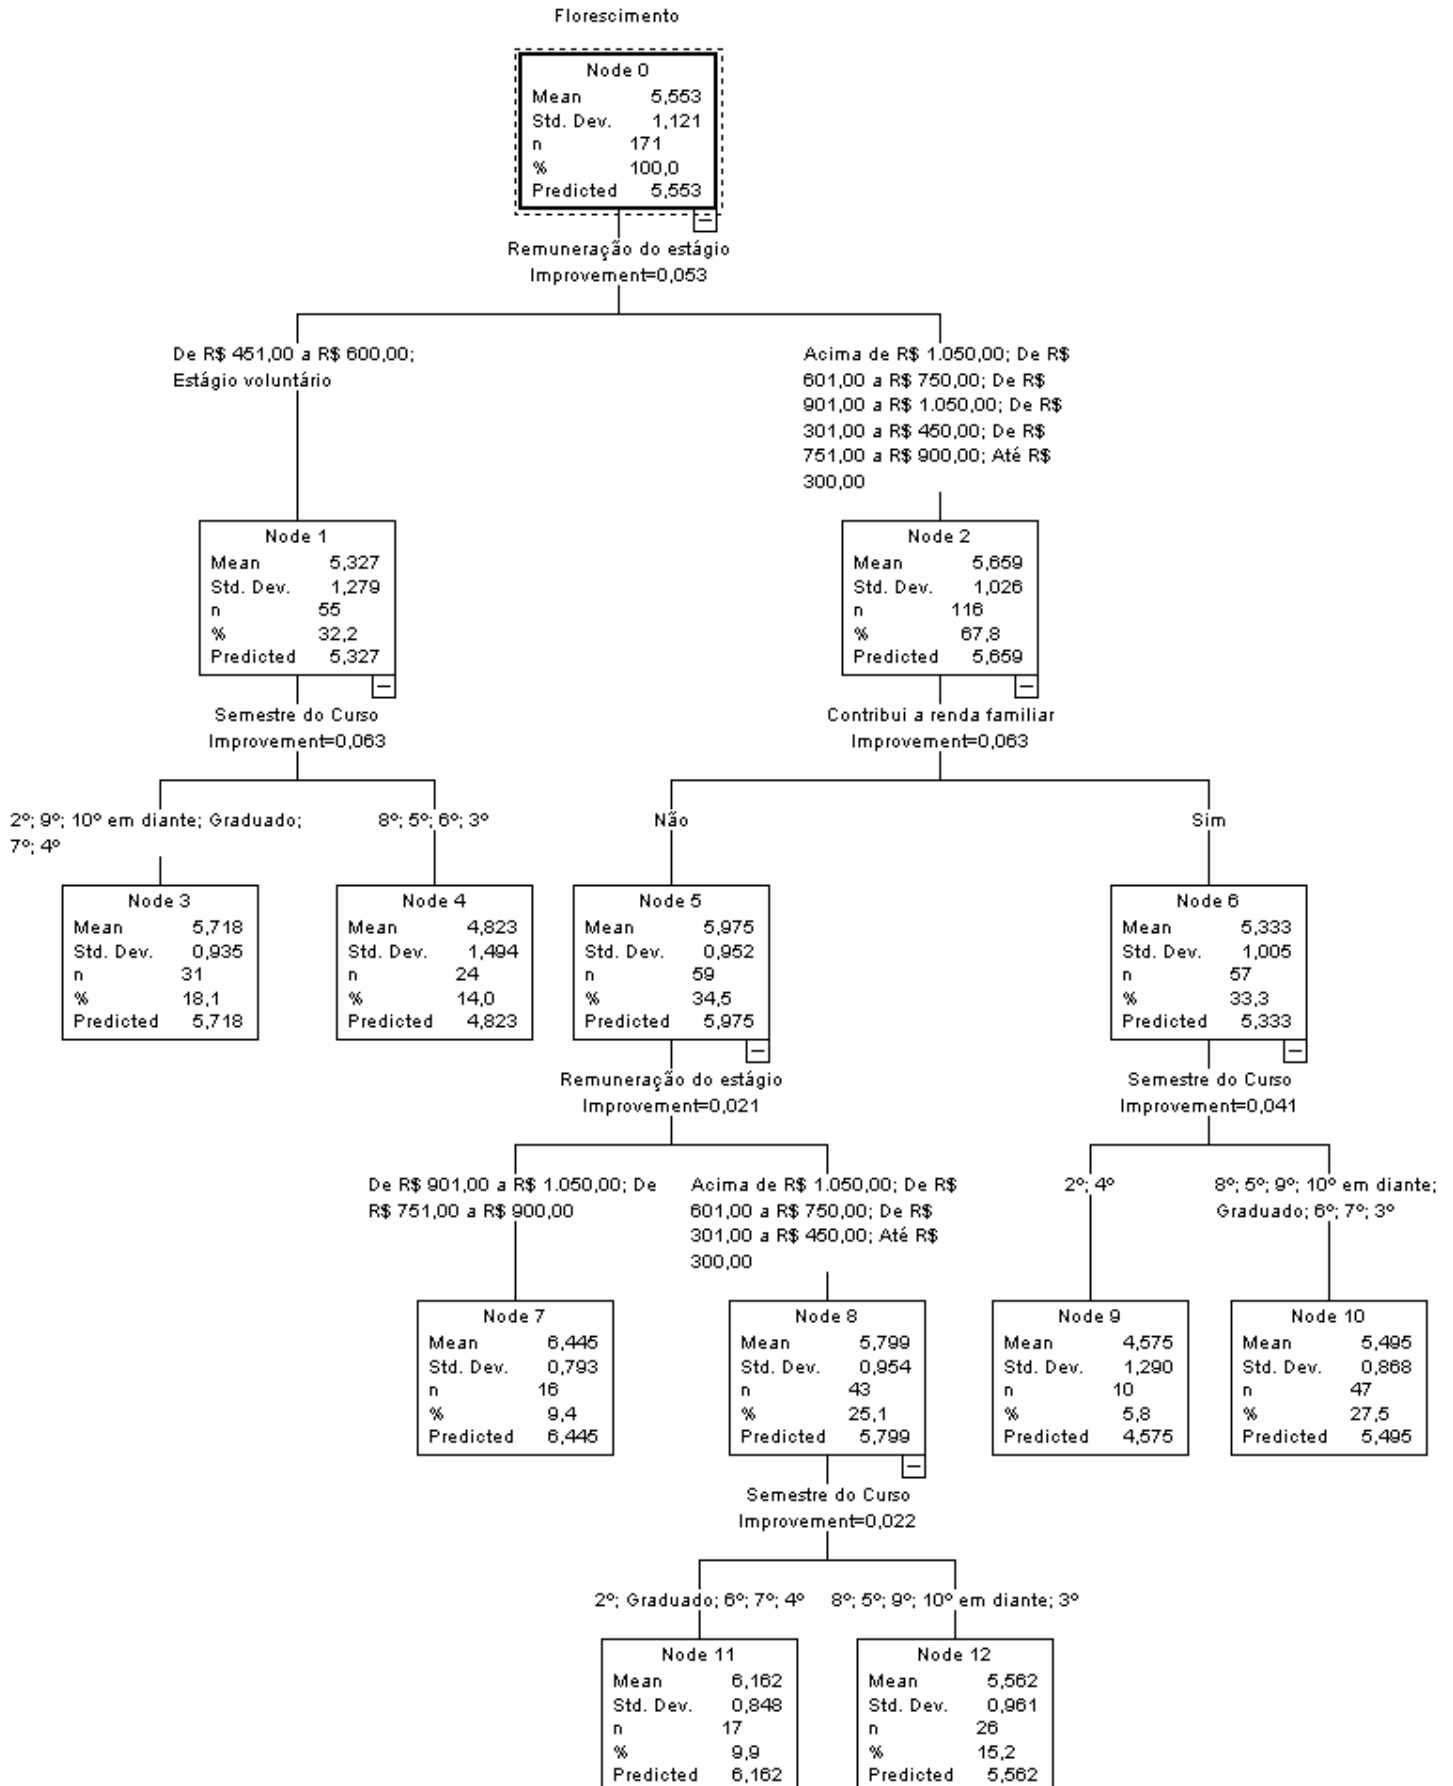 Florescimento
Node 0
Mean 5,553
Std. Dev. 1,121
n 171
% 100,0
Predicted 5,553
Remuneração do estágio
Improvement=0,053
De R$ 451,00 a R$ 600,00;
Estágio voluntário
Acima de R$ 1.050,00; De R$
601,00 a R$ 750,00; De R$
901,00 a R$ 1.050,00; De R$
301,00 a R$ 450,00; De R$
751,00 a R$ 900,00; Até R$
300,00
Node 1
Mean 5,327
Std. Dev. 1,279
n 55
% 32,2
Predicted 5,327
Node 2
Mean 5,659
Std. Dev. 1,026
n 116
% 67,8
Predicted 5,659
Semestre do Curso
Improvement=0,063
Contribui a renda familiar
Improvement=0,063
2º; 9º; 10º em diante; Graduado;
7º; 4º
8º; 5º; 6º; 3º
Não
Sim
Node 3
Mean 5,718
Std. Dev. 0,935
n 31
% 18,1
Predicted 5,718
Node 4
Mean 4,823
Std. Dev. 1,494
n 24
% 14,0
Predicted 4,823
Node 5
Mean 5,975
Std. Dev. 0,952
n 59
% 34,5
Predicted 5,975
Node 6
Mean 5,333
Std. Dev. 1,005
n 57
% 33,3
Predicted 5,333
Remuneração do estágio
Improvement=0,021
Semestre do Curso
Improvement=0,041
De R$ 901,00 a R$ 1.050,00; De
R$ 751,00 a R$ 900,00
Acima de R$ 1.050,00; De R$
601,00 a R$ 750,00; De R$
301,00 a R$ 450,00; Até R$
300,00
2º; 4º
8º; 5º; 9º; 10º em diante;
Graduado; 6º; 7º; 3º
Node 7
Mean 6,445
Std. Dev. 0,793
n 16
% 9,4
Predicted 6,445
Node 8
Mean 5,799
Std. Dev. 0,954
n 43
% 25,1
Predicted 5,799
Node 9
Mean 4,575
Std. Dev. 1,290
n 10
% 5,8
Predicted 4,575
Node 10
Mean 5,495
Std. Dev. 0,868
n 47
% 27,5
Predicted 5,495
Semestre do Curso
Improvement=0,022
2º; Graduado; 6º; 7º; 4º
8º; 5º; 9º; 10º em diante; 3º
Node 11
Mean 6,162
Std. Dev. 0,848
n 17
% 9,9
Predicted 6,162
Node 12
Mean 5,562
Std. Dev. 0,961
n 26
% 15,2
Predicted 5,562